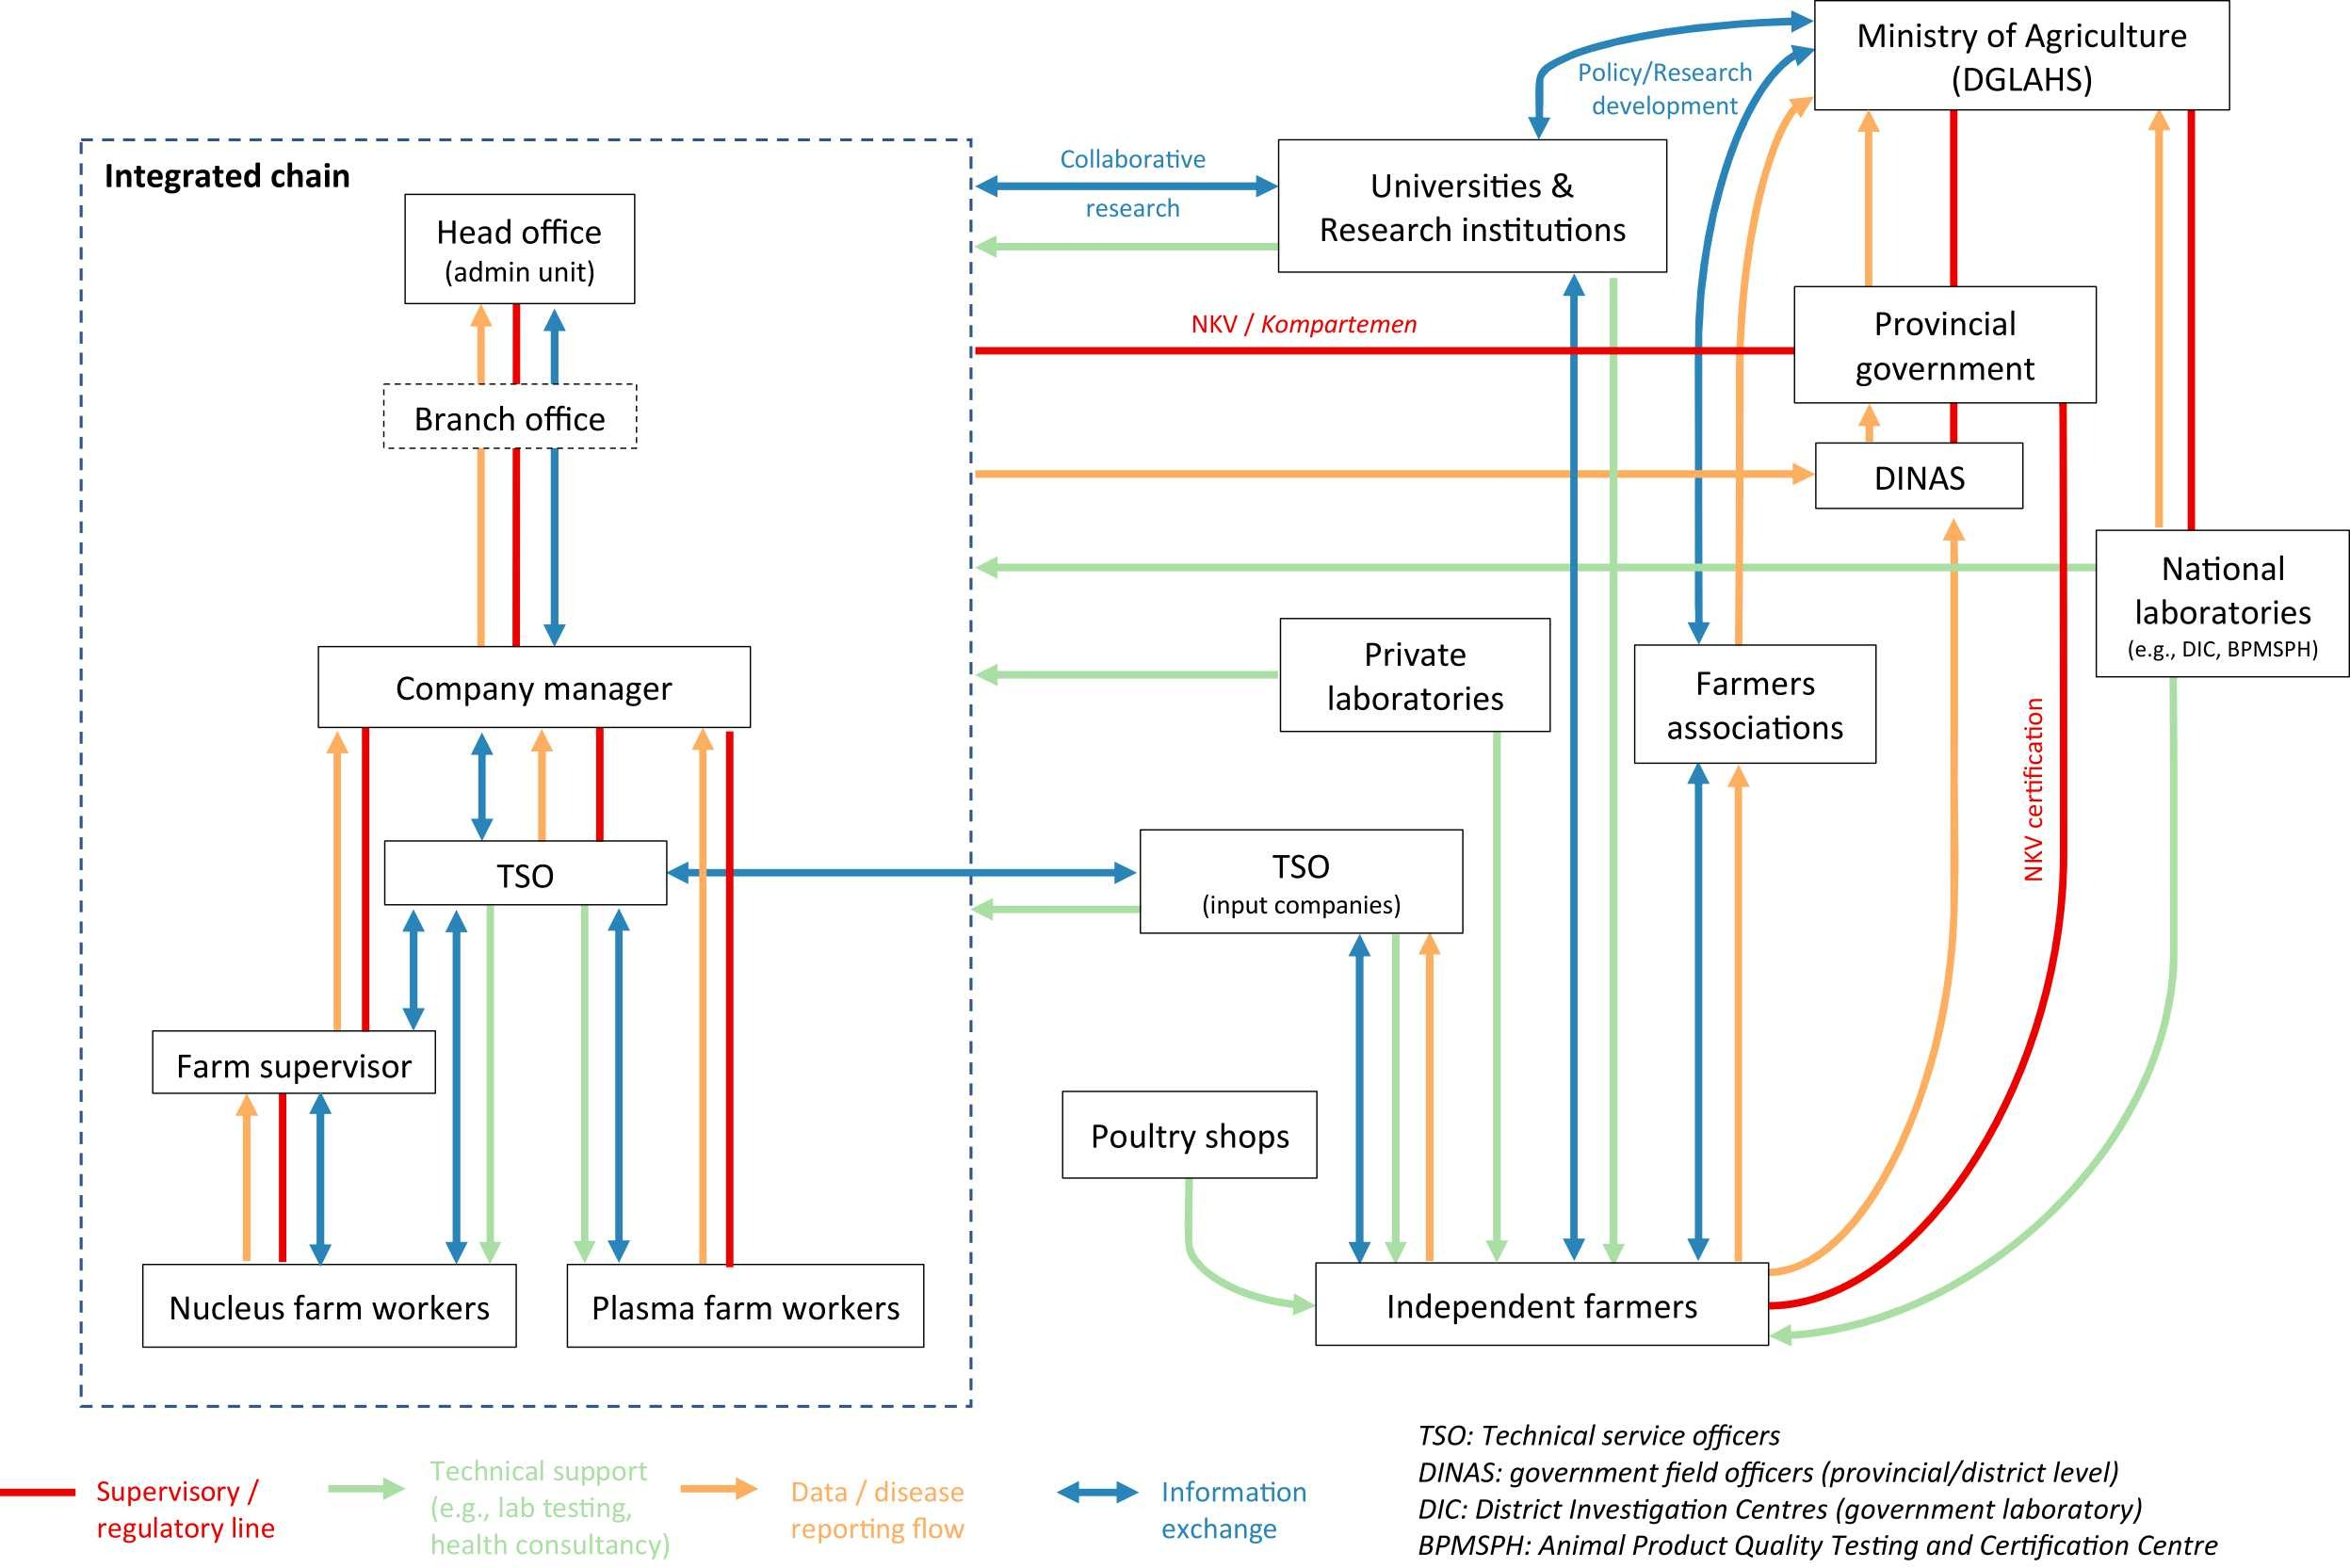 Ministry of Agriculture
(DGLAHS)
Policy/Research
development
Integrated chain
Collaborative
research
Universities &
Research institutions
Head office
(admin unit)
NKV / Kompartemen
Provincial
government
Branch office
DINAS
National
laboratories
(e.g., DIC, BPMSPH)
Private
laboratories
Company manager
Farmers
associations
NKV certification
TSO
TSO
(input companies)
Farm supervisor
Poultry shops
Nucleus farm workers
Plasma farm workers
Independent farmers
Supervisory /
regulatory line
Technical support
(e.g., lab testing,
health consultancy)
Data / disease
reporting flow
Information
exchange
TSO: Technical service officers
DINAS: government field officers (provincial/district level)
DIC: District Investigation Centres (government laboratory)
BPMSPH: Animal Product Quality Testing and Certification Centre